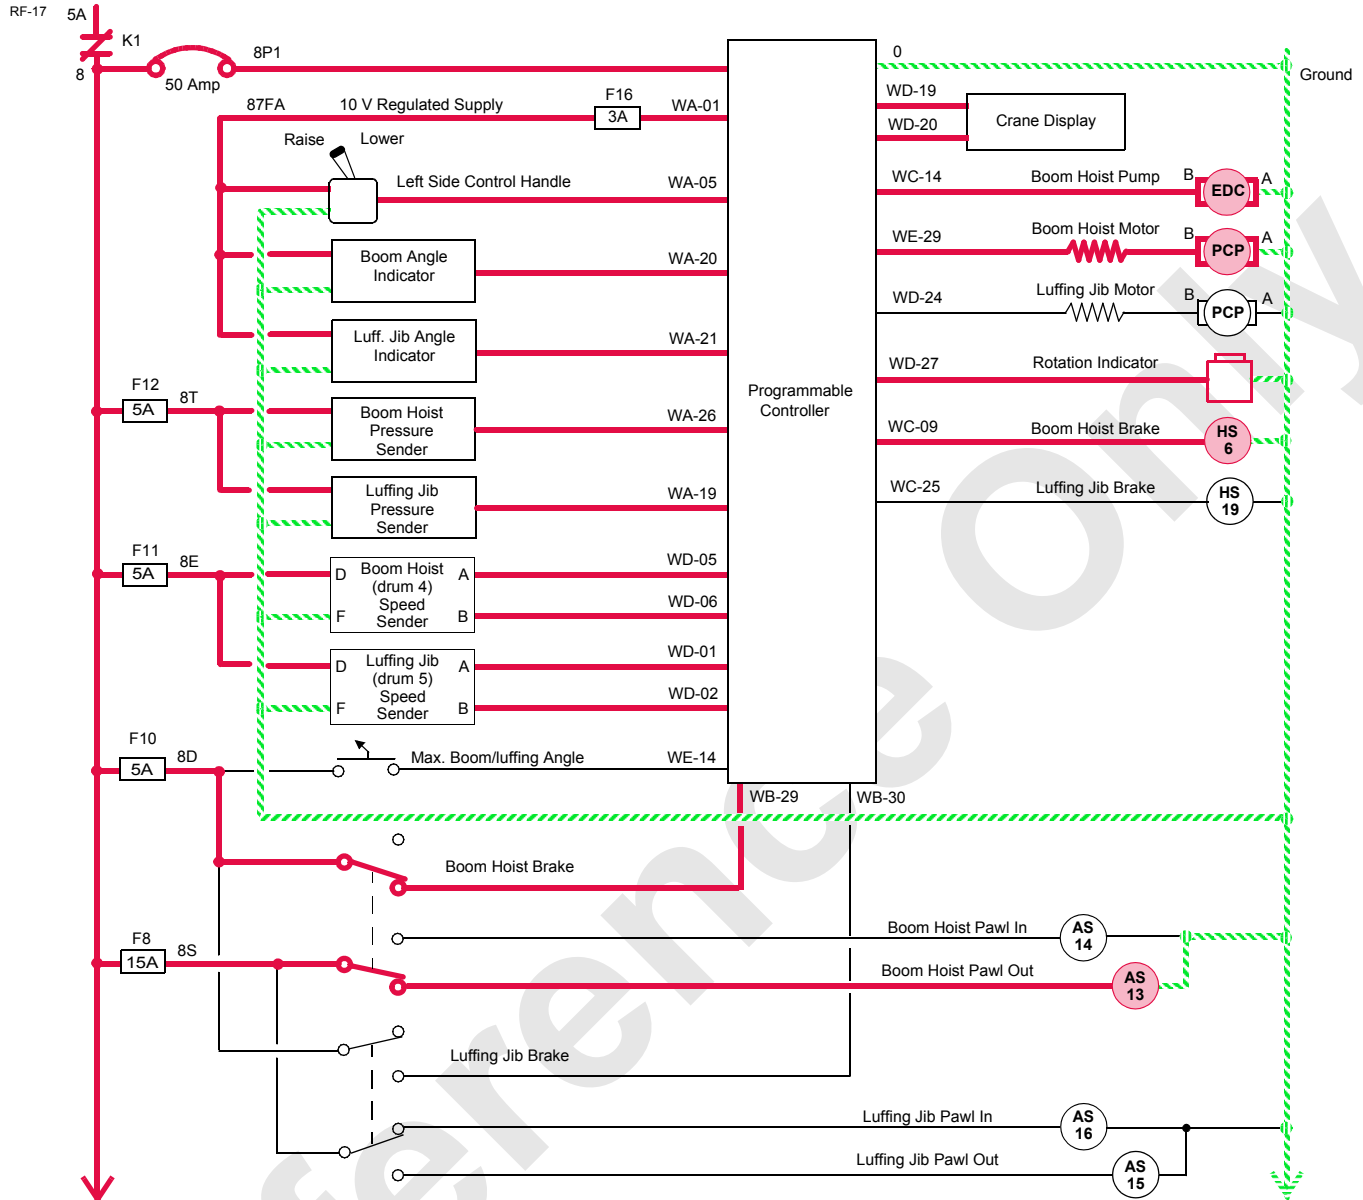 RF-17
5A
K1
8
50 Amp
8P1
0
Ground
87FA
10 V Regulated Supply
F16
3A
WA-01
WD-19
WD-20
Crane Display
Raise
Lower
Left Side Control Handle
WA-05
WC-14
Boom Hoist Pump
B
EDC
A
Boom Angle
Indicator
WA-20
WE-29
Boom Hoist Motor
B
PCP
A
WD-24
Luffing Jib Motor
B
PCP
A
Luff. Jib Angle
Indicator
WA-21
WD-27
Rotation Indicator
Programmable
Controller
F12
5A
8T
Boom Hoist
Pressure
Sender
WA-26
WC-09
Boom Hoist Brake
HS
6
Luffing Jib
Pressure
Sender
WA-19
WC-25
Luffing Jib Brake
HS
19
F11
5A
8E
D
Boom Hoist
(drum 4)
Speed
Sender
A
F
B
WD-05
WD-06
D
Luffing Jib
(drum 5)
Speed
Sender
A
F
B
WD-01
WD-02
F10
5A
8D
Max. Boom/luffing Angle
WE-14
WB-29
WB-30
Boom Hoist Brake
F8
15A
8S
Boom Hoist Pawl In
AS
14
Boom Hoist Pawl Out
AS
13
Luffing Jib Brake
Luffing Jib Pawl In
AS
16
Luffing Jib Pawl Out
AS
15
ference Only